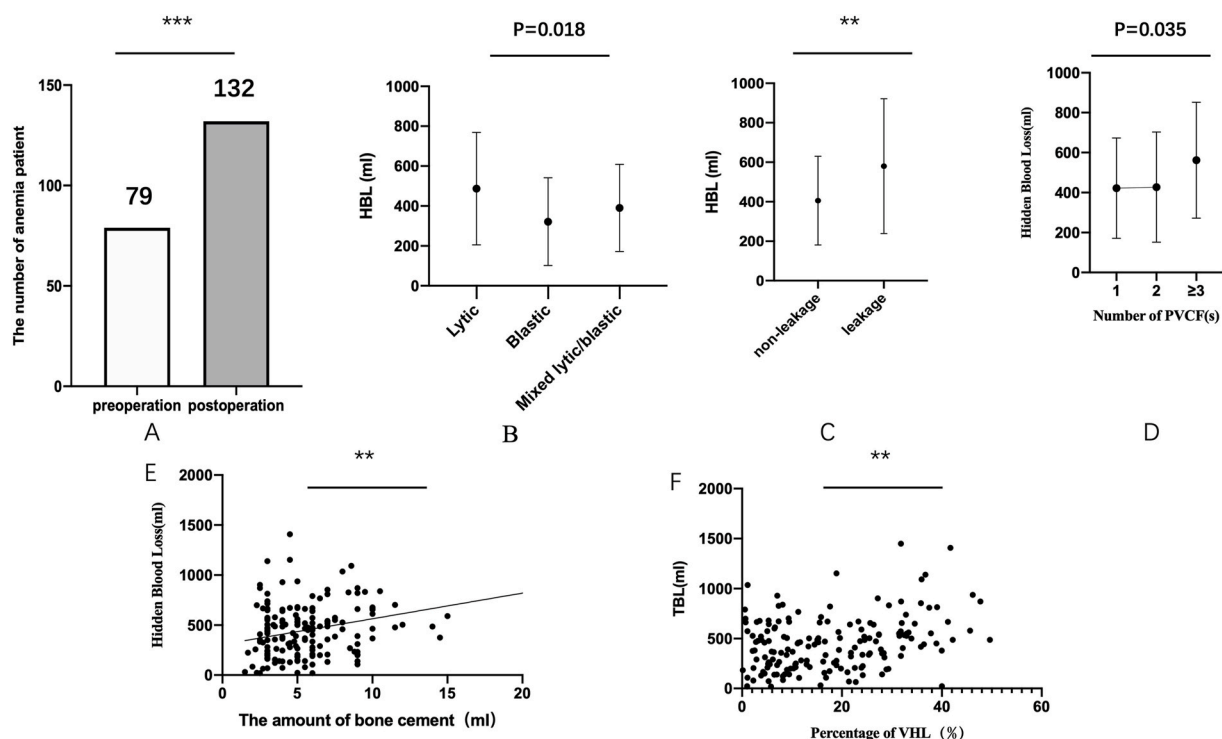 ***
150
100
50
0
The number of anemia patient
79
132
preoperation
postoperation
A
P=0.018
1000
800
600
400
200
0
HBL (ml)
Lytic
Blastic
Mixed lytic/blastic
B
**
1000
800
600
400
200
0
HBL (ml)
non-leakage
leakage
C
P=0.035
1000
800
600
400
200
0
Hidden Blood Loss(ml)
1 2 ≥3
Number of PVCF(s)
D
E
**
2000
1500
1000
500
0
Hidden Blood Loss(ml)
0 5 10 15 20
The amount of bone cement (ml)
F
**
2000
1500
1000
500
0
TBL(ml)
0 20 40 60
Percentage of VHL (%)